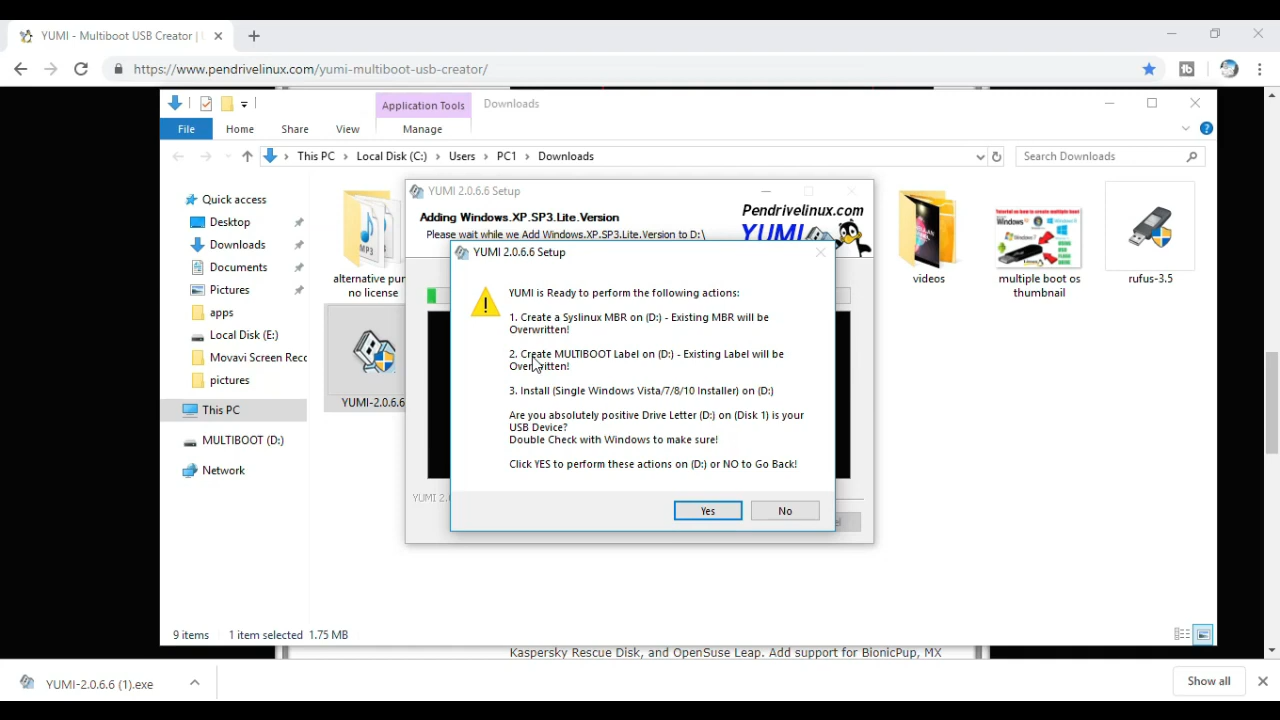 YUMI - Multiboot USB Creator |
https://www.pendrivelinux.com/yumi-multiboot-usb-creator/
Application Tools
Downloads
File
Home
Share
View
Manage
This PC
Local Disk (C:)
Users
PC1
Downloads
Search Downloads
Quick access
Desktop
Downloads
Documents
Pictures
apps
Local Disk (E:)
Movavi Screen Rec
pictures
This PC
MULTIBOOT (D:)
Network
MP3
alternative pur
no license
YUMI-2.0.6.6
YUMI 2.0.6.6 Setup
Adding Windows.XP.SP3.Lite.Version
Please wait while we Add Windows.XP.SP3.Lite.Version to D:\
Pendrivelinux.com
YUMI
YUMI 2.0.6.6 Setup
YUMI is Ready to perform the following actions:
1. Create a Syslinux MBR on (D:) - Existing MBR will be
Overwritten!
2. Create MULTIBOOT Label on (D:) - Existing Label will be
Overwritten!
3. Install (Single Windows Vista/7/8/10 Installer) on (D:)
Are you absolutely positive Drive Letter (D:) on (Disk 1) is your
USB Device?
Double Check with Windows to make sure!
Click YES to perform these actions on (D:) or NO to Go Back!
Yes
No
YUMI 2.0
videos
multiple boot os
thumbnail
rufus-3.5
9 items
1 item selected 1.75 MB
Kaspersky Rescue Disk, and OpenSuse Leap. Add support for BionicPup, MX
YUMI-2.0.6.6 (1).exe
Show all